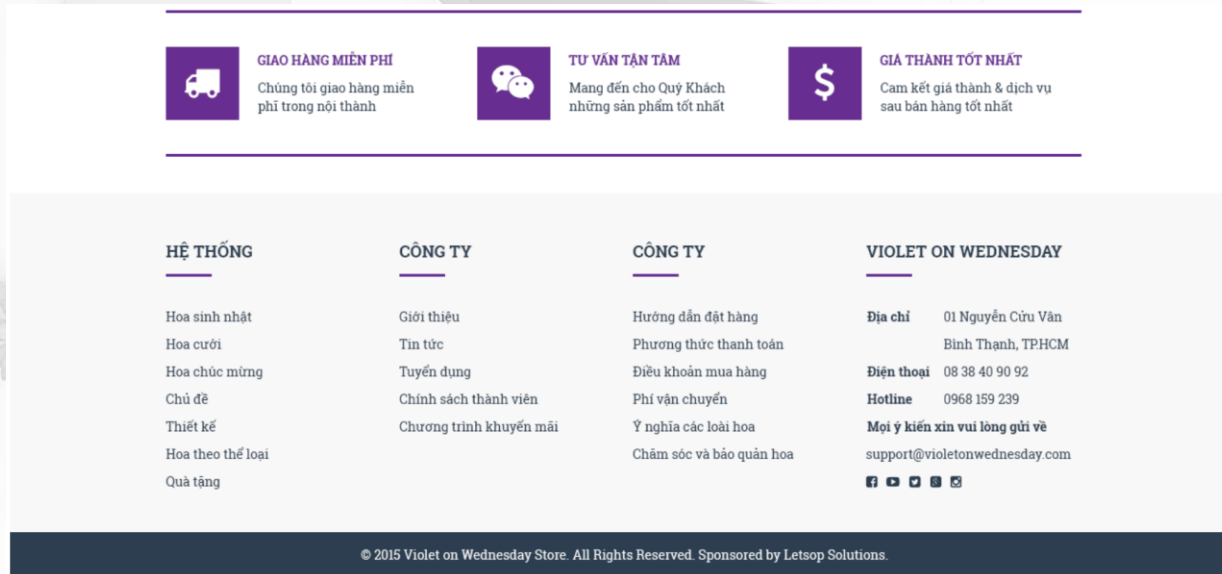 GIAO HÀNG MIỄN PHÍ
Chúng tôi giao hàng miễn
phí trong nội thành
TƯ VẤN TẬN TÂM
Mang đến cho Quý Khách
những sản phẩm tốt nhất
GIÁ THÀNH TỐT NHẤT
Cam kết giá thành & dịch vụ
sau bán hàng tốt nhất
HỆ THỐNG
Hoa sinh nhật
Hoa cưới
Hoa chúc mừng
Chủ đề
Thiết kế
Hoa theo thể loại
Quà tặng
CÔNG TY
Giới thiệu
Tin tức
Tuyển dụng
Chính sách thành viên
Chương trình khuyến mãi
CÔNG TY
Hướng dẫn đặt hàng
Phương thức thanh toán
Điều khoản mua hàng
Phí vận chuyển
Ý nghĩa các loài hoa
Chăm sóc và bảo quản hoa
VIOLET ON WEDNESDAY
Địa chỉ 01 Nguyễn Cửu Vân
Bình Thạnh, TP.HCM
Điện thoại 08 38 40 90 92
Hotline 0968 159 239
Mọi ý kiến xin vui lòng gửi về
support@violetonwednesday.com
© 2015 Violet on Wednesday Store. All Rights Reserved. Sponsored by Letsop Solutions.